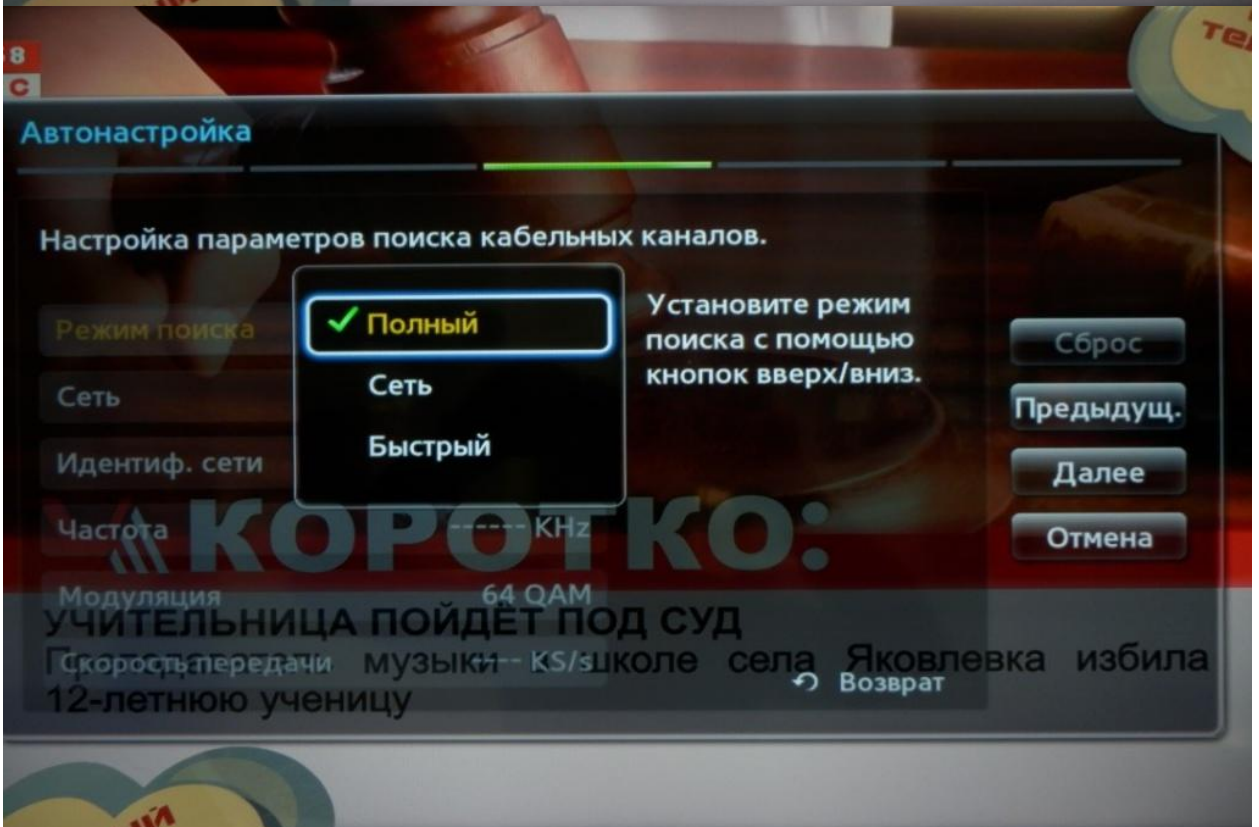 8
С
Автонастройка
Настройка параметров поиска кабельных каналов.
Режим поиска
Полный
Сеть
Быстрый
Установите режим
поиска с помощью
кнопок вверх/вниз.
Сеть
Идентиф. сети
Частота ------ KHz
Модуляция 64 QAM
Скорость передачи ---- KS/s
Сброс
Предыдущ.
Далее
Отмена
Возврат
КОРОТКО:
УЧИТЕЛЬНИЦА ПОЙДЁТ ПОД СУД
музыки в школе села Яковлевка избила
12-летнюю ученицу